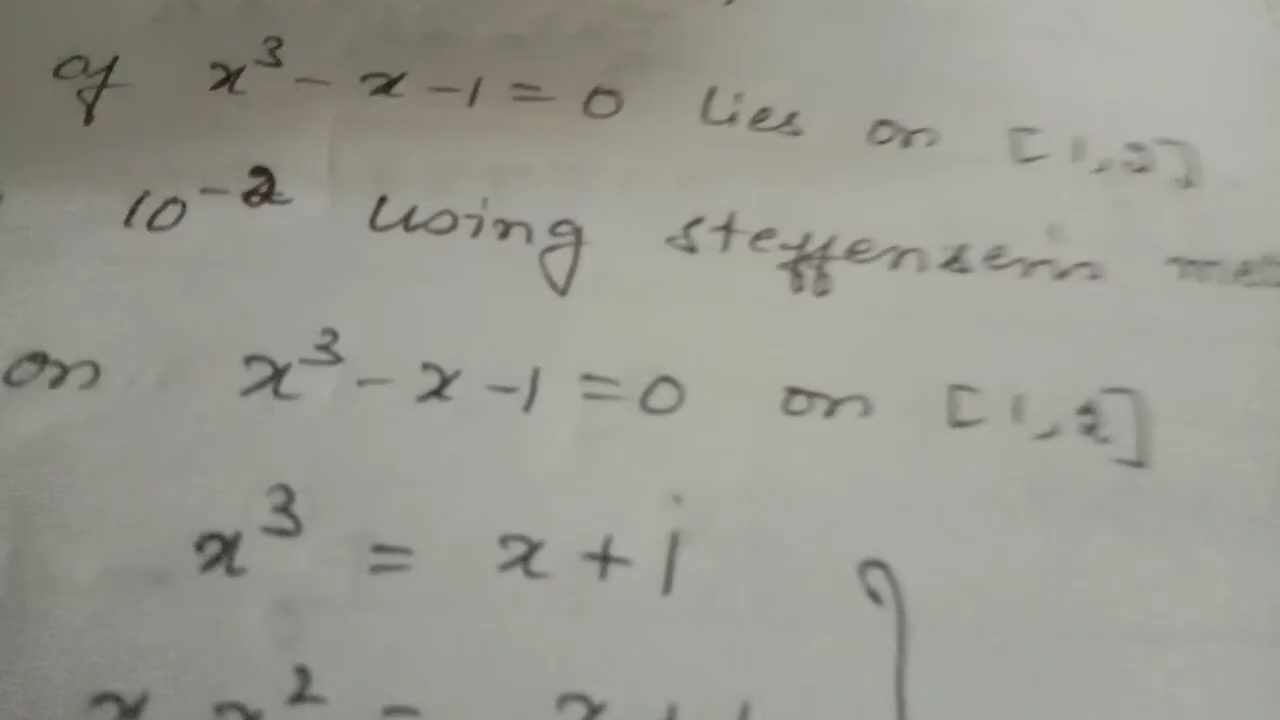 of x³ - x - 1 = 0 lies on [1,2]
10⁻² using steffensen
on x³ - x - 1 = 0 on [1,2]
x³ = x + 1